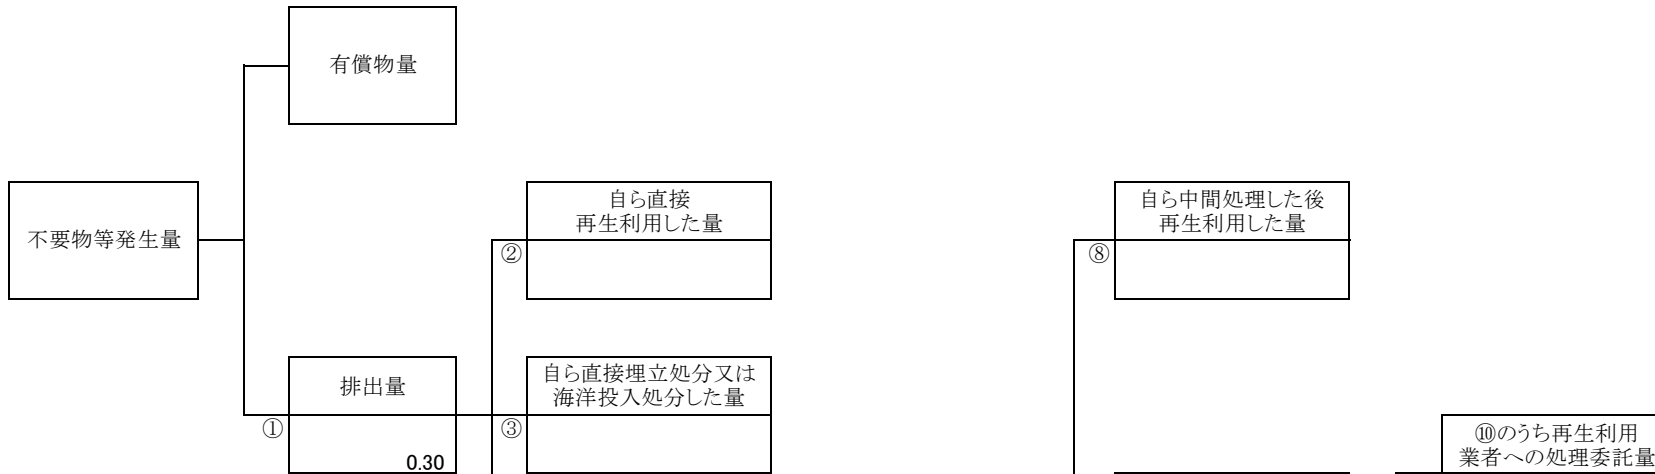 有償物量
不要物等発生量
自ら直接
再生利用した量
②
自ら中間処理した後
再生利用した量
⑧
排出量
①
0.30
自ら直接埋立処分又は
海洋投入処分した量
③
⑩のうち再生利用
業者への処理委託量